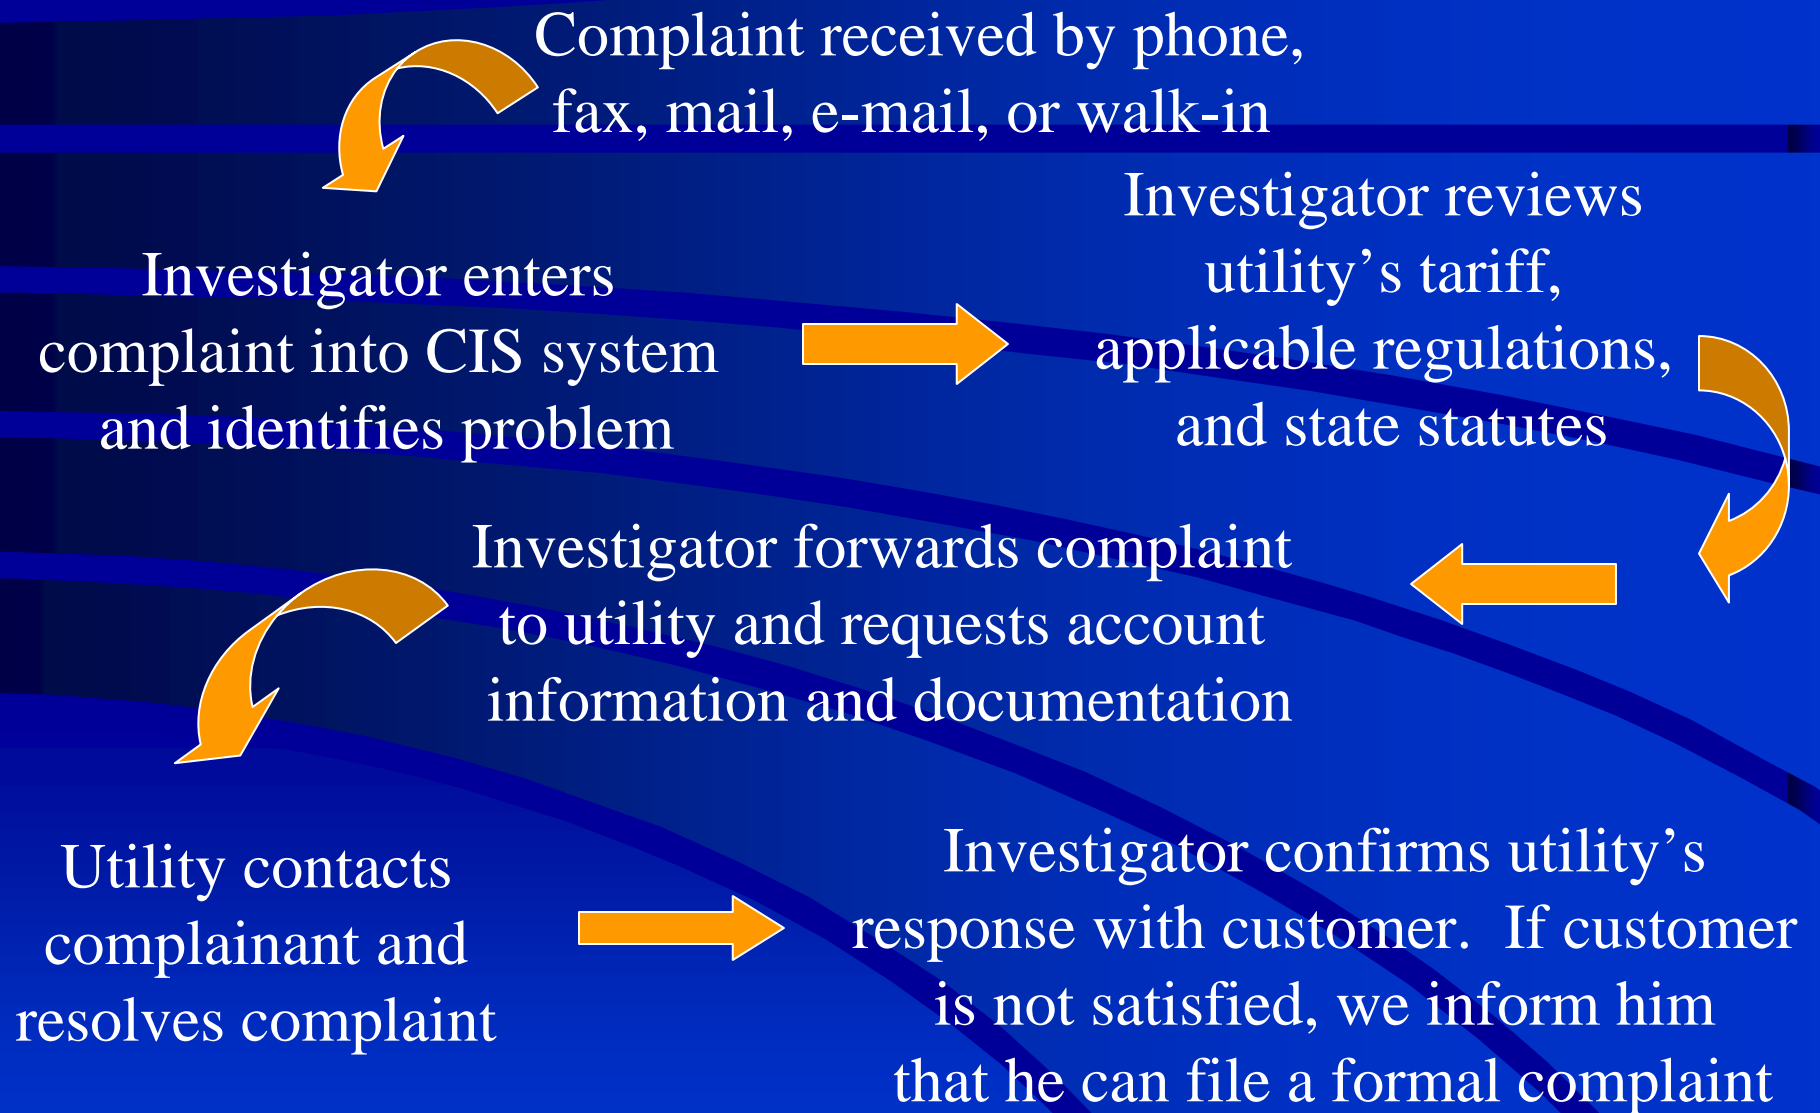 Complaint received by phone,
fax, mail, e-mail, or walk-in
Investigator enters
complaint into CIS system
and identifies problem
Investigator reviews
utility’s tariff,
applicable regulations,
and state statutes
Investigator forwards complaint
to utility and requests account
information and documentation
Utility contacts
complainant and
resolves complaint
Investigator confirms utility’s
response with customer.  If customer
is not satisfied, we inform him
that he can file a formal complaint